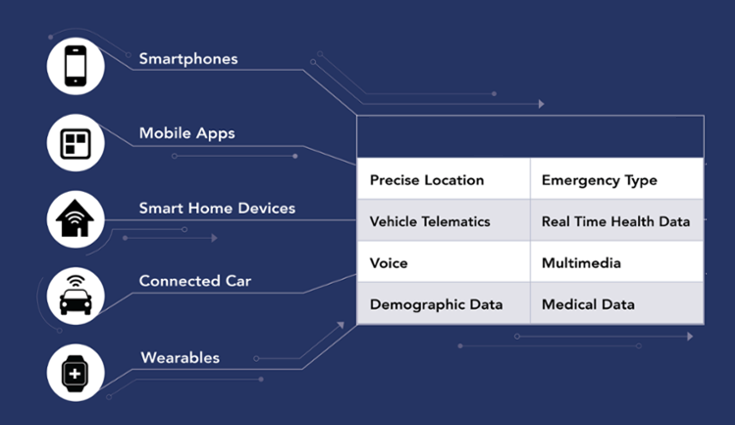 Smartphones
Mobile Apps
Smart Home Devices
Connected Car
Wearables
Precise Location
Emergency Type
Vehicle Telematics
Real Time Health Data
Voice
Multimedia
Demographic Data
Medical Data